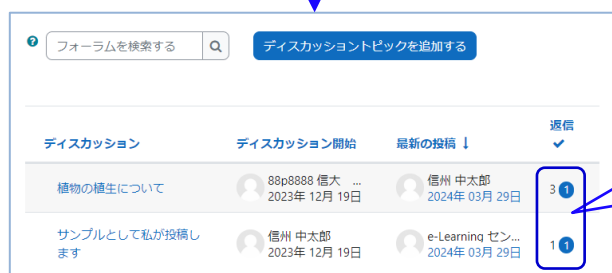 フォーラムを検索する ディスカッショントピックを追加する
返信
ディスカッション ディスカッション開始 最新の投稿 ↓ ✔
植物の植生について 88p8888 信大 ... 信州 中太郎 3 1
2023年 12月 19日 2024年 03月 29日
サンプルとして私が投稿し 信州 中太郎 e-Learning セン... 1 1
ます 2023年 12月 19日 2024年 03月 29日